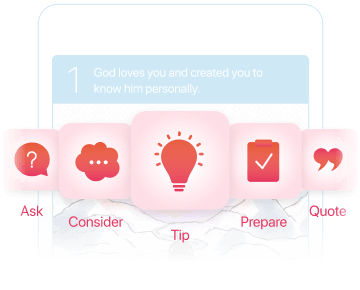 1
God loves you and created you to
know him personally.
Ask
Consider
Tip
Prepare
Quote